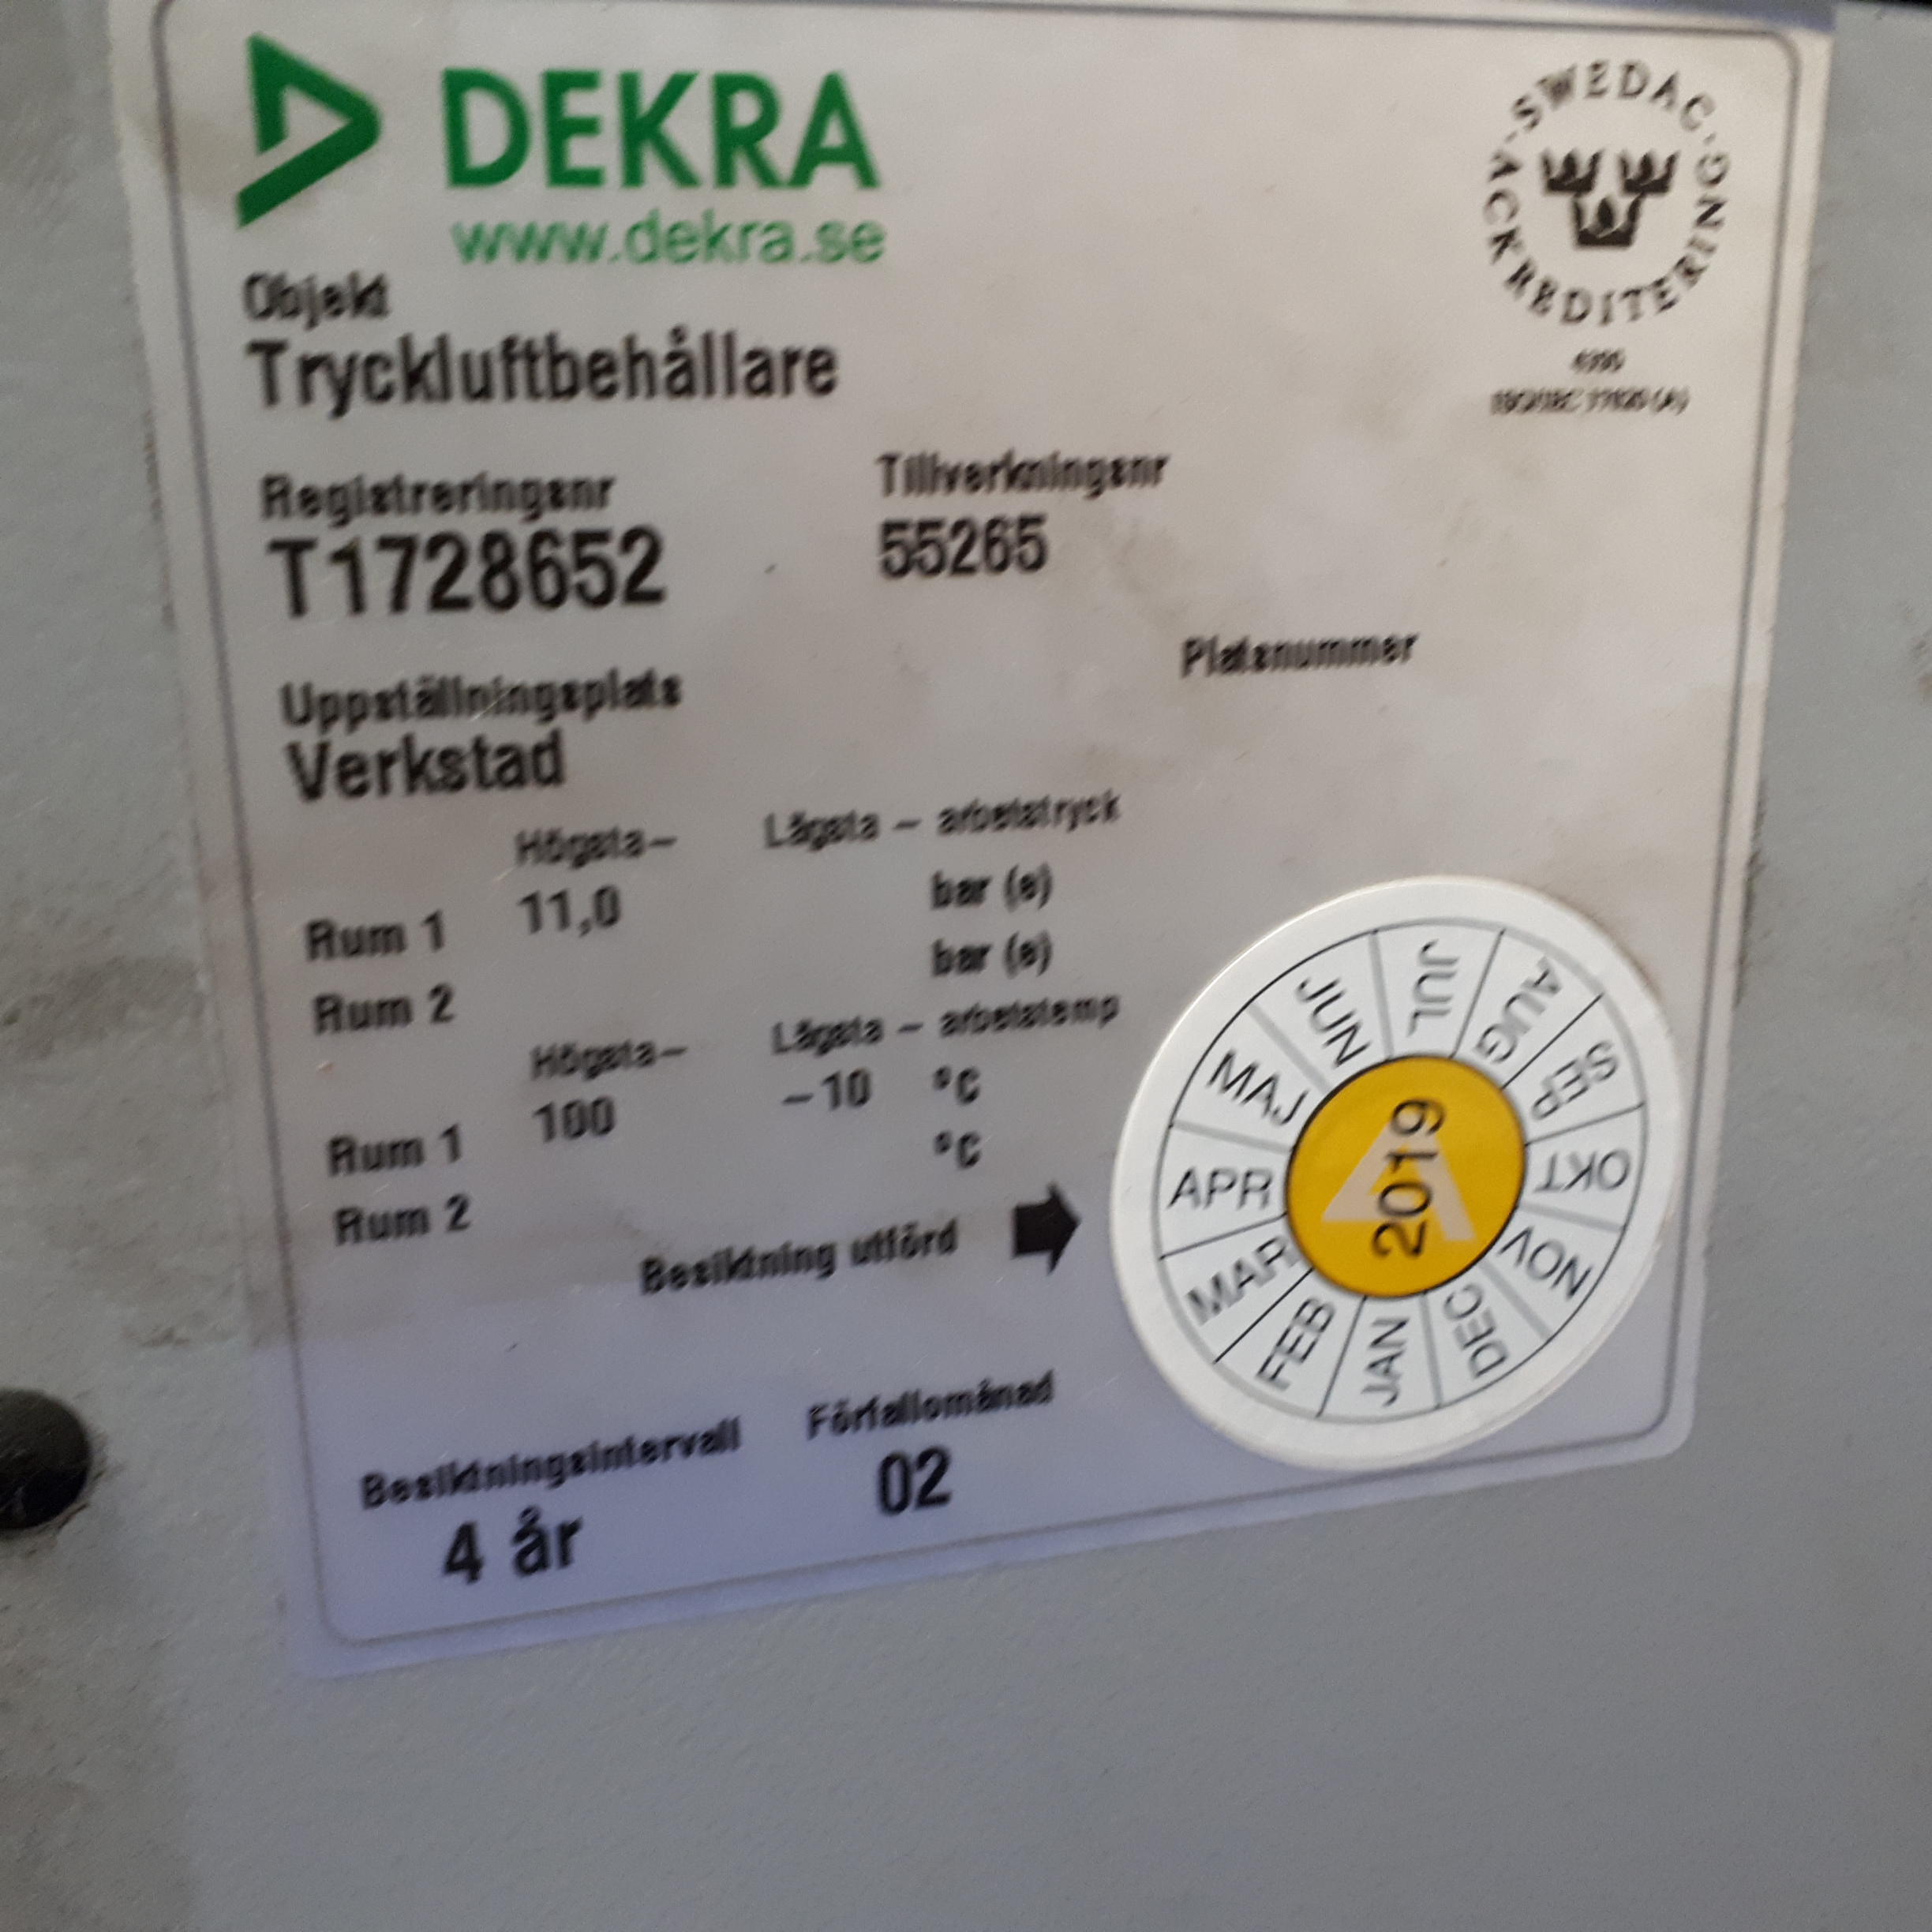 DEKRA
www.dekra.se
SWEDAC ACKREDITERING
Objekt
Tryckluftbehållare
Registreringsnr Tillverkningsnr
T1728652 55265
Uppställningsplats Platsnummer
Verkstad
Högsta– Lägsta – arbetstryck
Rum 1 11,0 bar (e)
Rum 2 bar (e)
Högsta– Lägsta – arbetstemp
Rum 1 100 –10 °C
Rum 2 °C
Besiktning utförd
JAN FEB MAR APR MAJ JUN JUL AUG SEP OKT NOV DEC
2019
A
Besiktningsintervall Förfallomånad
4 år 02